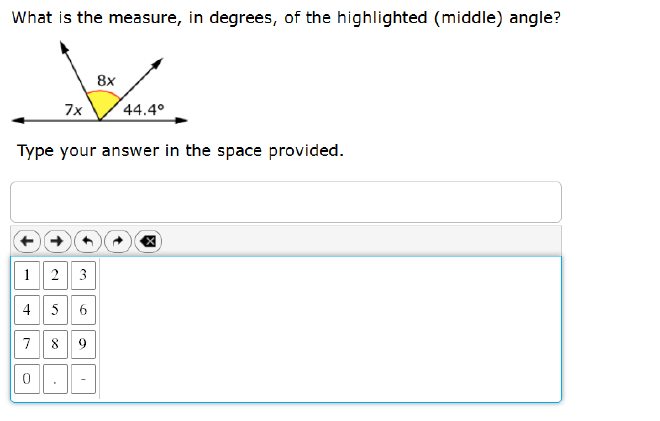 What is the measure, in degrees, of the highlighted (middle) angle?
8x
7x 44.4°
Type your answer in the space provided.
1 2 3
4 5 6
7 8 9
0 . -